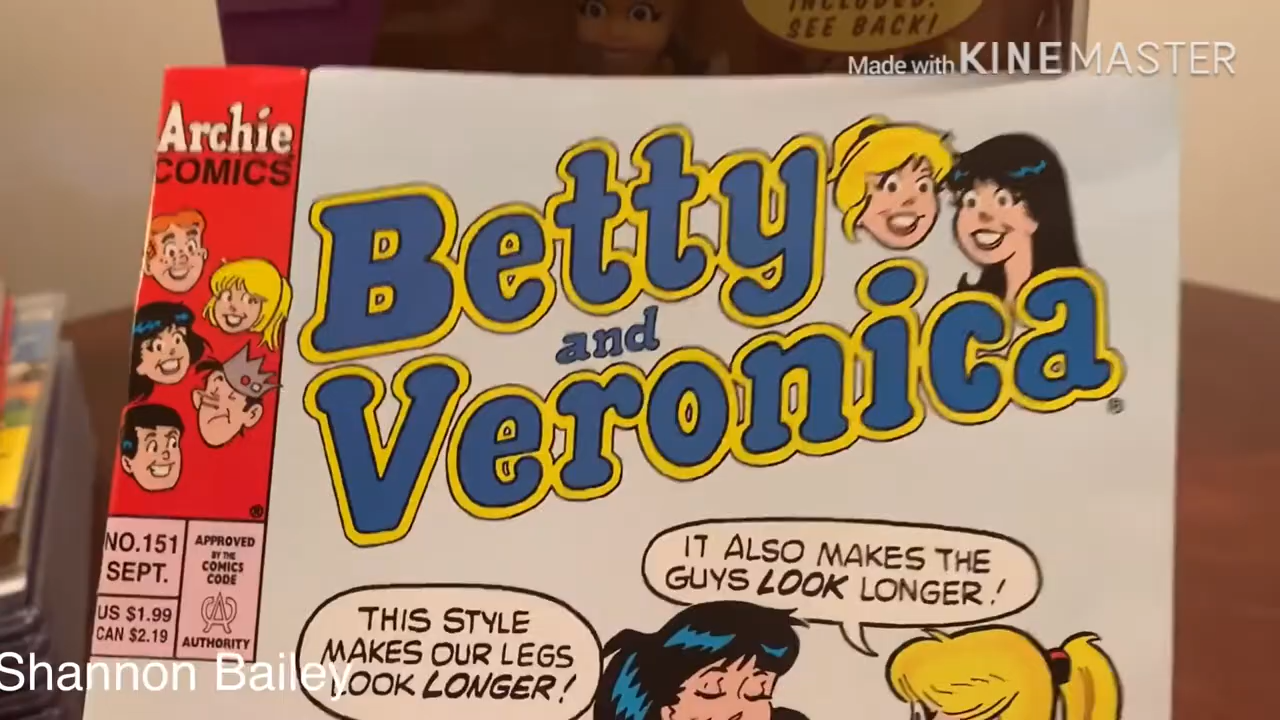 INCLUDED.
SEE BACK!
Made with KINEMASTER
Archie
COMICS
Betty
and
Veronica
®
®
NO.151
SEPT.
APPROVED
BY THE
COMICS
CODE
AUTHORITY
US $1.99
CAN $2.19
IT ALSO MAKES THE
GUYS LOOK LONGER!
THIS STYLE
MAKES OUR LEGS
LOOK LONGER!
Shannon Bailey